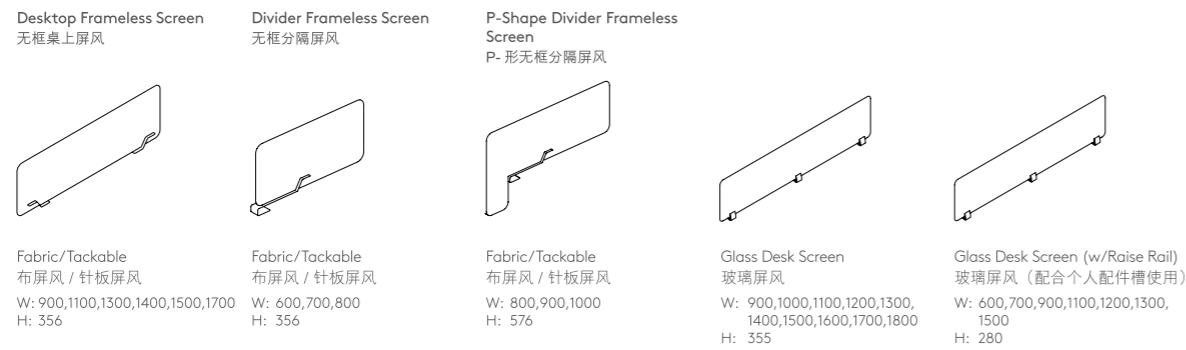 Desktop Frameless Screen
无框桌上屏风
Fabric/Tackable
布屏风 / 针板屏风
W: 900,1100,1300,1400,1500,1700
H: 356
Divider Frameless Screen
无框分隔屏风
Fabric/Tackable
布屏风 / 针板屏风
W: 600,700,800
H: 356
P-Shape Divider Frameless
Screen
P- 形无框分隔屏风
Fabric/Tackable
布屏风 / 针板屏风
W: 800,900,1000
H: 576
Glass Desk Screen
玻璃屏风
W: 900,1000,1100,1200,1300,
1400,1500,1600,1700,1800
H: 355
Glass Desk Screen (w/Raise Rail)
玻璃屏风（配合个人配件槽使用）
W: 600,700,900,1100,1200,1300,
1500
H: 280